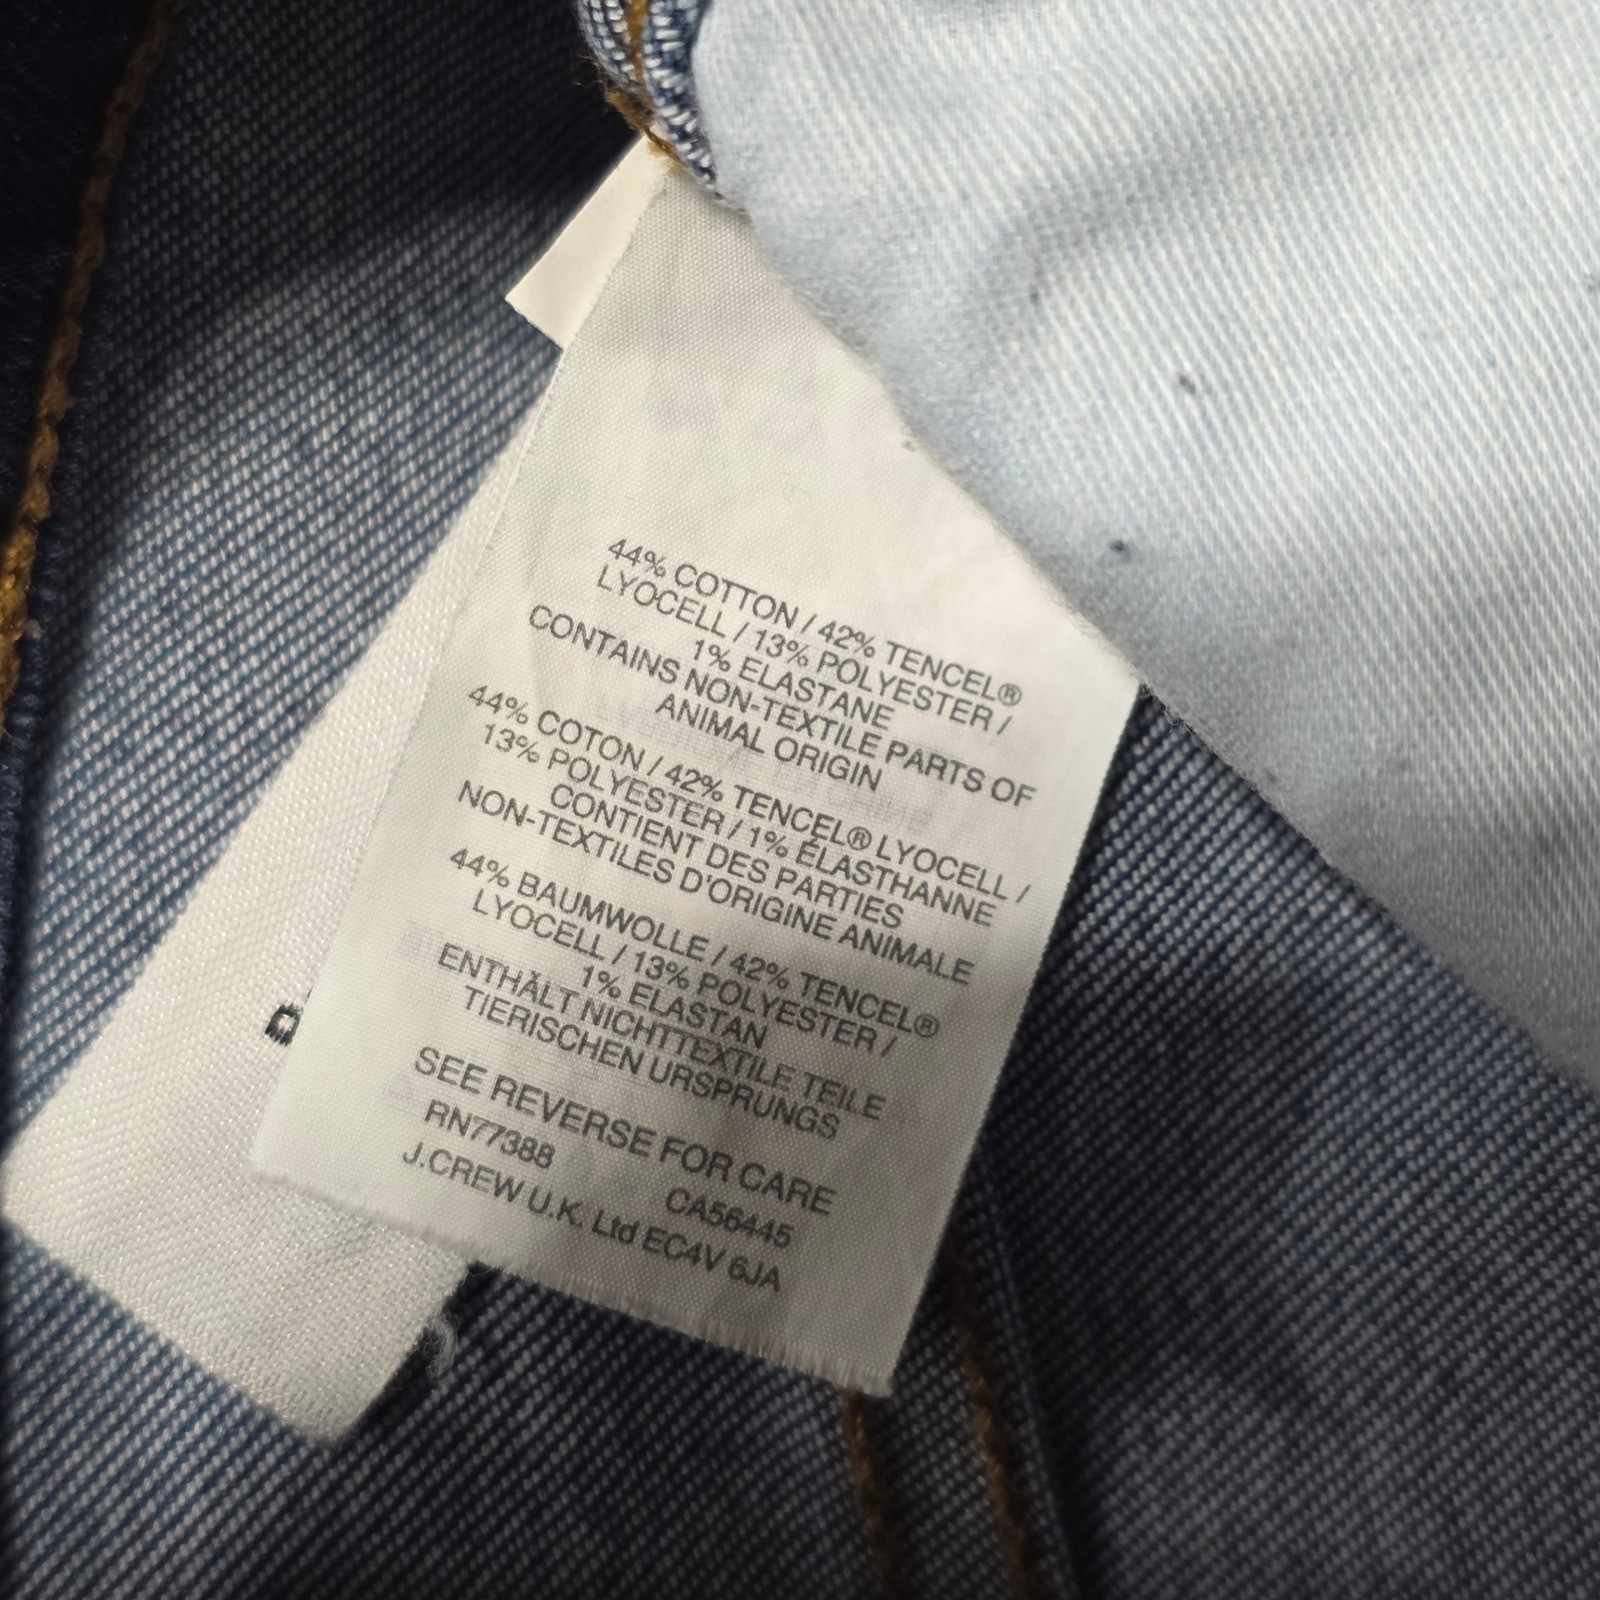 44% COTTON / 42% TENCEL®
LYOCELL / 13% POLYESTER /
1% ELASTANE
CONTAINS NON-TEXTILE PARTS OF
ANIMAL ORIGIN
44% COTON / 42% TENCEL® LYOCELL /
13% POLYESTER / 1% ÉLASTHANNE
CONTIENT DES PARTIES
NON-TEXTILES D'ORIGINE ANIMALE
44% BAUMWOLLE / 42% TENCEL®
LYOCELL / 13% POLYESTER /
1% ELASTAN
ENTHÄLT NICHTTEXTILE TEILE
TIERISCHEN URSPRUNGS
SEE REVERSE FOR CARE
RN77388 CA56445
J.CREW U.K. Ltd EC4V 6JA